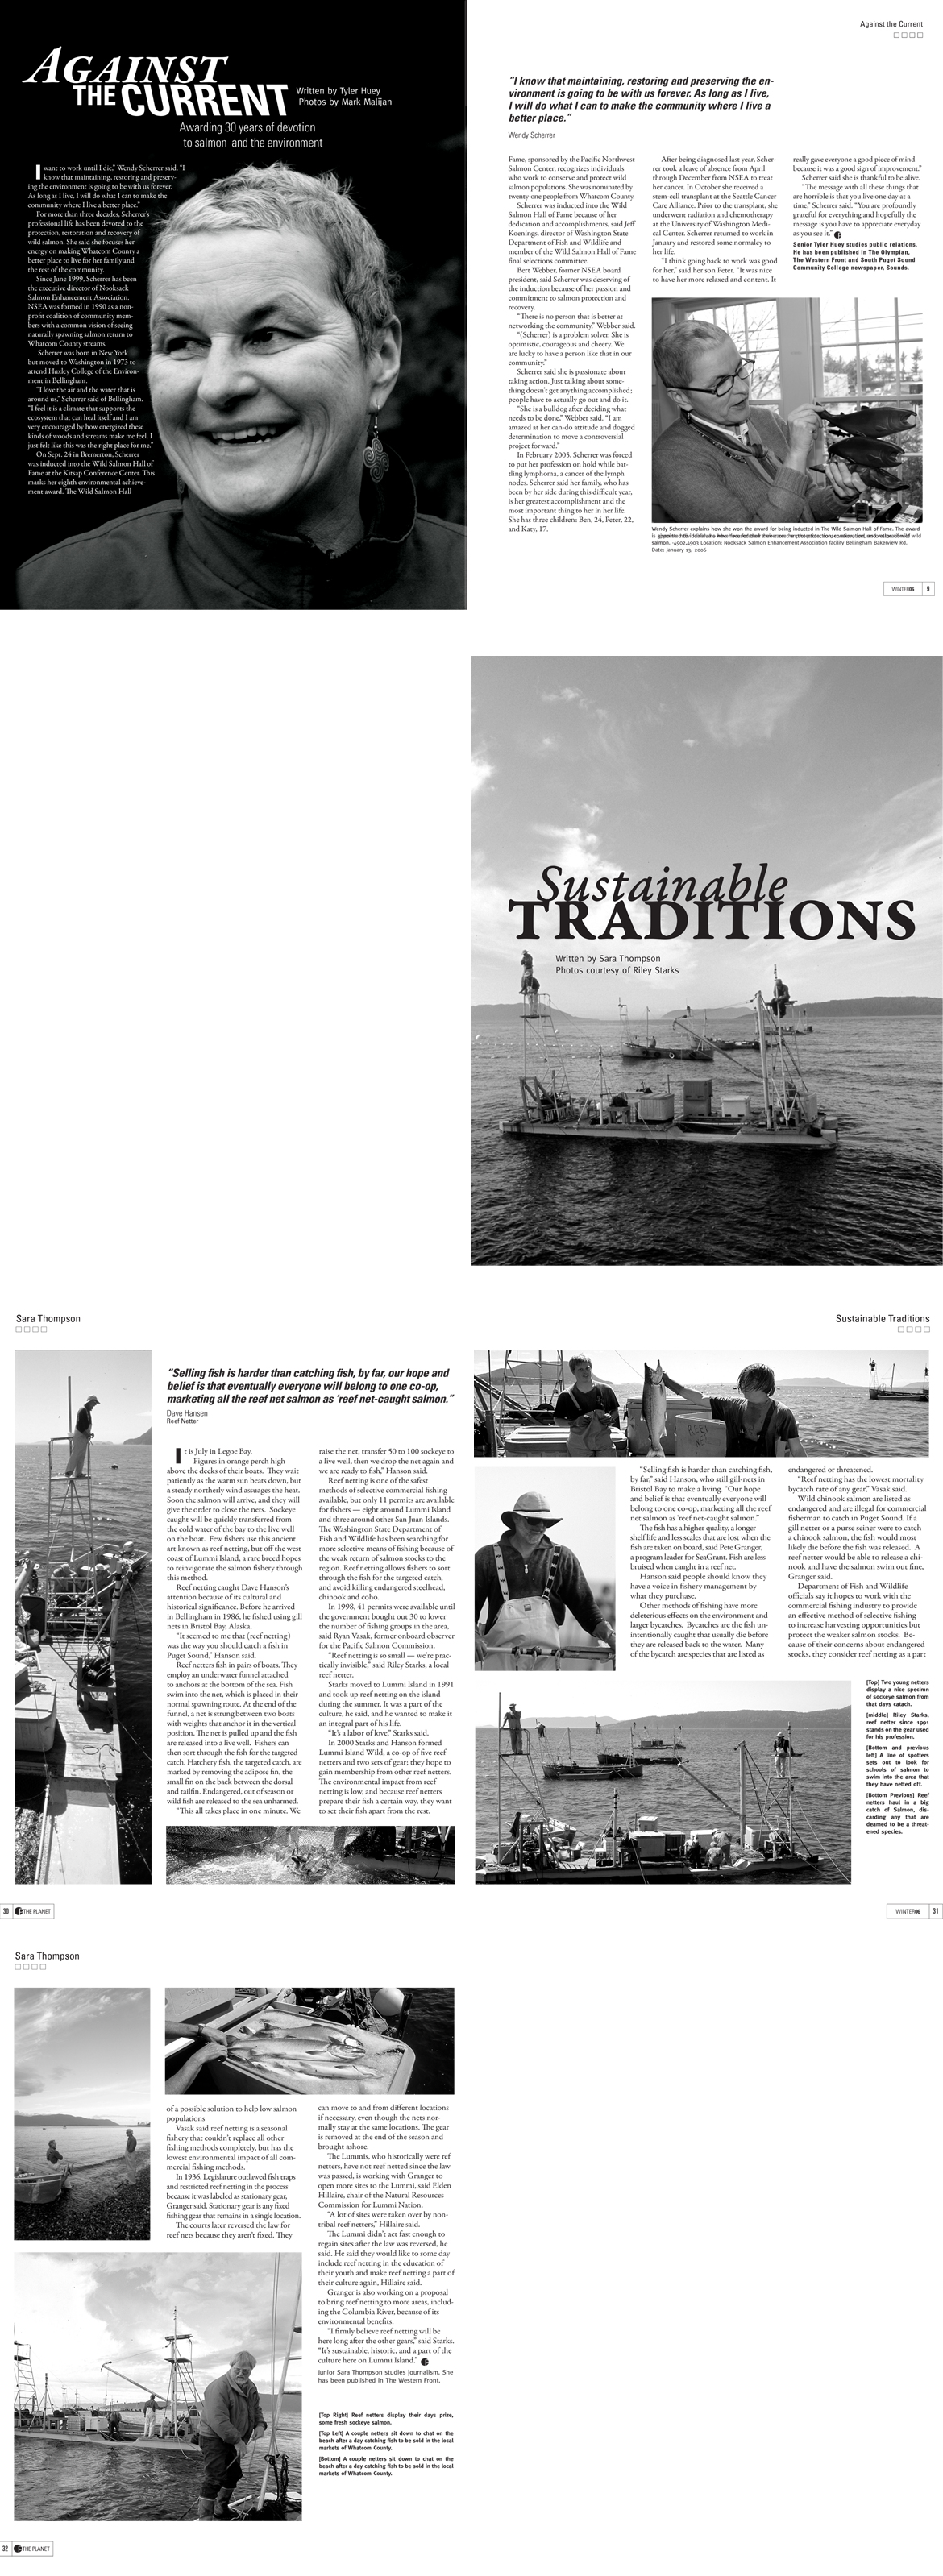 AGAINST
THE CURRENT
Written by Tyler Huey
Photos by Mark Malijan
Awarding 30 years of devotion
to salmon and the environment
I want to work until I die,” Wendy Scherrer said. “I
know that maintaining, restoring and preserv-
ing the environment is going to be with us forever.
As long as I live, I will do what I can to make the
community where I live a better place.”
For more than three decades, Scherrer’s
professional life has been devoted to the
protection, restoration and recovery of
wild salmon. She said she focuses her
energy on making Whatcom County a
better place to live for her family and
the rest of the community.
Since June 1999, Scherrer has been
the executive director of Nooksack
Salmon Enhancement Association.
NSEA was formed in 1990 as a non-
profit coalition of community mem-
bers with a common vision of seeing
naturally spawning salmon return to
Whatcom County streams.
Scherrer was born in New York
but moved to Washington in 1973 to
attend Huxley College of the Environ-
ment in Bellingham.
“I love the air and the water that is
around us,” Scherrer said of Bellingham.
“I feel it is a climate that supports the
ecosystem that can heal itself and I am
very encouraged by how energized these
kinds of woods and streams make me feel. I
just felt like this was the right place for me.”
On Sept. 24 in Bremerton, Scherrer
was inducted into the Wild Salmon Hall of
Fame at the Kitsap Conference Center. This
marks her eighth environmental achieve-
ment award. The Wild Salmon Hall
Against the Current
“I know that maintaining, restoring and preserving the en-
vironment is going to be with us forever. As long as I live,
I will do what I can to make the community where I live a
better place.”
Wendy Scherrer
Fame, sponsored by the Pacific Northwest
Salmon Center, recognizes individuals
who work to conserve and protect wild
salmon populations. She was nominated by
twenty-one people from Whatcom County.
Scherrer was inducted into the Wild
Salmon Hall of Fame because of her
dedication and accomplishments, said Jeff
Koenings, director of Washington State
Department of Fish and Wildlife and
member of the Wild Salmon Hall of Fame
final selections committee.
Bert Webber, former NSEA board
president, said Scherrer was deserving of
the induction because of her passion and
commitment to salmon protection and
recovery.
“There is no person that is better at
networking the community,” Webber said.
“(Scherrer) is a problem solver. She is
optimistic, courageous and cheery. We
are lucky to have a person like that in our
community.”
Scherrer said she is passionate about
taking action. Just talking about some-
thing doesn’t get anything accomplished;
people have to actually go out and do it.
“She is a bulldog after deciding what
needs to be done,” Webber said. “I am
amazed at her can-do attitude and dogged
determination to move a controversial
project forward.”
In February 2005, Scherrer was forced
to put her profession on hold while bat-
tling lymphoma, a cancer of the lymph
nodes. Scherrer said her family, who has
been by her side during this difficult year,
is her greatest accomplishment and the
most important thing to her in her life.
She has three children: Ben, 24, Peter, 22,
and Katy, 17.
After being diagnosed last year, Scher-
rer took a leave of absence from April
through December from NSEA to treat
her cancer. In October she received a
stem-cell transplant at the Seattle Cancer
Care Alliance. Prior to the transplant, she
underwent radiation and chemotherapy
at the University of Washington Medi-
cal Center. Scherrer returned to work in
January and restored some normalcy to
her life.
“I think going back to work was good
for her,” said her son Peter. “It was nice
to have her more relaxed and content. It
really gave everyone a good piece of mind
because it was a good sign of improvement.”
Scherrer said she is thankful to be alive.
“The message with all these things that
are horrible is that you live one day at a
time,” Scherrer said. “You are profoundly
grateful for everything and hopefully the
message is you have to appreciate everyday
as you see it.”
Senior Tyler Huey studies public relations.
He has been published in The Olympian,
The Western Front and South Puget Sound
Community College newspaper, Sounds.
Wendy Scherrer explains how she won the award for being inducted in The Wild Salmon Hall of Fame. The award
salmon. -4902,4903 Location: Nooksack Salmon Enhancement Association facility Bellingham Bakerview Rd.
Date: January 13, 2006
WINTER06 9
Sustainable
TRADITIONS
Written by Sara Thompson
Photos courtesy of Riley Starks
Sara Thompson
“Selling fish is harder than catching fish, by far, our hope and
belief is that eventually everyone will belong to one co-op,
marketing all the reef net salmon as ‘reef net-caught salmon.”
Dave Hansen
Reef Netter
It is July in Legoe Bay.
Figures in orange perch high
above the decks of their boats. They wait
patiently as the warm sun beats down, but
a steady northerly wind assuages the heat.
Soon the salmon will arrive, and they will
give the order to close the nets. Sockeye
caught will be quickly transferred from
the cold water of the bay to the live well
on the boat. Few fishers use this ancient
art known as reef netting, but off the west
coast of Lummi Island, a rare breed hopes
to reinvigorate the salmon fishery through
this method.
Reef netting caught Dave Hanson’s
attention because of its cultural and
historical significance. Before he arrived
in Bellingham in 1986, he fished using gill
nets in Bristol Bay, Alaska.
“It seemed to me that (reef netting)
was the way you should catch a fish in
Puget Sound,” Hanson said.
Reef netters fish in pairs of boats. They
employ an underwater funnel attached
to anchors at the bottom of the sea. Fish
swim into the net, which is placed in their
normal spawning route. At the end of the
funnel, a net is strung between two boats
with weights that anchor it in the vertical
position. The net is pulled up and the fish
are released into a live well. Fishers can
then sort through the fish for the targeted
catch. Hatchery fish, the targeted catch, are
marked by removing the adipose fin, the
small fin on the back between the dorsal
and tailfin. Endangered, out of season or
wild fish are released to the sea unharmed.
“This all takes place in one minute. We
raise the net, transfer 50 to 100 sockeye to
a live well, then we drop the net again and
we are ready to fish,” Hanson said.
Reef netting is one of the safest
methods of selective commercial fishing
available, but only 11 permits are available
for fishers — eight around Lummi Island
and three around other San Juan Islands.
The Washington State Department of
Fish and Wildlife has been searching for
more selective means of fishing because of
the weak return of salmon stocks to the
region. Reef netting allows fishers to sort
through the fish for the targeted catch,
and avoid killing endangered steelhead,
chinook and coho.
In 1998, 41 permits were available until
the government bought out 30 to lower
the number of fishing groups in the area,
said Ryan Vasak, former onboard observer
for the Pacific Salmon Commission.
“Reef netting is so small — we’re prac-
tically invisible,” said Riley Starks, a local
reef netter.
Starks moved to Lummi Island in 1991
and took up reef netting on the island
during the summer. It was a part of the
culture, he said, and he wanted to make it
an integral part of his life.
“It’s a labor of love,” Starks said.
In 2000 Starks and Hanson formed
Lummi Island Wild, a co-op of five reef
netters and two sets of gear; they hope to
gain membership from other reef netters.
The environmental impact from reef
netting is low, and because reef netters
prepare their fish a certain way, they want
to set their fish apart from the rest.
30 THE PLANET
Sustainable Traditions
“Selling fish is harder than catching fish,
by far,” said Hanson, who still gill-nets in
Bristol Bay to make a living. “Our hope
and belief is that eventually everyone will
belong to one co-op, marketing all the reef
net salmon as ‘reef net-caught salmon.”
The fish has a higher quality, a longer
shelf life and less scales that are lost when the
fish are taken on board, said Pete Granger,
a program leader for SeaGrant. Fish are less
bruised when caught in a reef net.
Hanson said people should know they
have a voice in fishery management by
what they purchase.
Other methods of fishing have more
deleterious effects on the environment and
larger bycatches. Bycatches are the fish un-
intentionally caught that usually die before
they are released back to the water. Many
of the bycatch are species that are listed as
endangered or threatened.
“Reef netting has the lowest mortality
bycatch rate of any gear,” Vasak said.
Wild chinook salmon are listed as
endangered and are illegal for commercial
fisherman to catch in Puget Sound. If a
gill netter or a purse seiner were to catch
a chinook salmon, the fish would most
likely die before the fish was released. A
reef netter would be able to release a chi-
nook and have the salmon swim out fine,
Granger said.
Department of Fish and Wildlife
officials say it hopes to work with the
commercial fishing industry to provide
an effective method of selective fishing
to increase harvesting opportunities but
protect the weaker salmon stocks. Be-
cause of their concerns about endangered
stocks, they consider reef netting as a part
[Top] Two young netters
display a nice specimn
of sockeye salmon from
that days catach.
[middle] Riley Starks,
reef netter since 1991
stands on the gear used
for his profession.
[Bottom and previous
left] A line of spotters
sets out to look for
schools of salmon to
swim into the area that
they have netted off.
[Bottom Previous] Reef
netters haul in a big
catch of Salmon, dis-
carding any that are
deamed to be a threat-
ened species.
WINTER06 31
Sara Thompson
of a possible solution to help low salmon
populations
Vasak said reef netting is a seasonal
fishery that couldn’t replace all other
fishing methods completely, but has the
lowest environmental impact of all com-
mercial fishing methods.
In 1936, Legislature outlawed fish traps
and restricted reef netting in the process
because it was labeled as stationary gear,
Granger said. Stationary gear is any fixed
fishing gear that remains in a single location.
The courts later reversed the law for
reef nets because they aren’t fixed. They
can move to and from different locations
if necessary, even though the nets nor-
mally stay at the same locations. The gear
is removed at the end of the season and
brought ashore.
The Lummis, who historically were ref
netters, have not reef netted since the law
was passed, is working with Granger to
open more sites to the Lummi, said Elden
Hillaire, chair of the Natural Resources
Commission for Lummi Nation.
“A lot of sites were taken over by non-
tribal reef netters,” Hillaire said.
The Lummi didn’t act fast enough to
regain sites after the law was reversed, he
said. He said they would like to some day
include reef netting in the education of
their youth and make reef netting a part of
their culture again, Hillaire said.
Granger is also working on a proposal
to bring reef netting to more areas, includ-
ing the Columbia River, because of its
environmental benefits.
“I firmly believe reef netting will be
here long after the other gears,” said Starks.
“It’s sustainable, historic, and a part of the
culture here on Lummi Island.”
Junior Sara Thompson studies journalism. She
has been published in The Western Front.
[Top Right] Reef netters display their days prize,
some fresh sockeye salmon.
[Top Left] A couple netters sit down to chat on the
beach after a day catching fish to be sold in the local
markets of Whatcom County.
[Bottom] A couple netters sit down to chat on the
beach after a day catching fish to be sold in the local
markets of Whatcom County.
32 THE PLANET